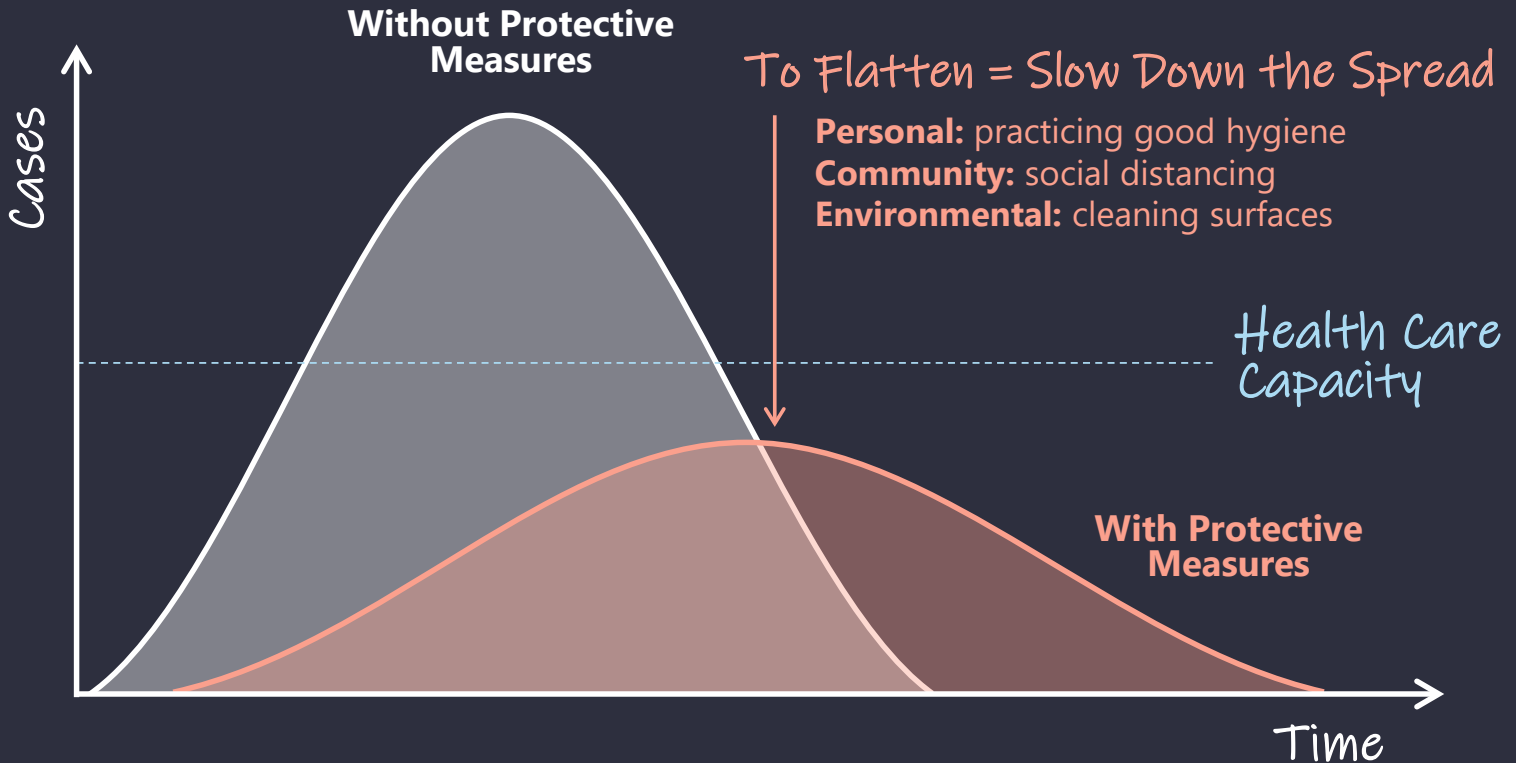 Without Protective
Measures
To Flatten = Slow Down the Spread
Personal: practicing good hygiene
Community: social distancing
Environmental: cleaning surfaces
Cases
Health Care
Capacity
With Protective
Measures
Time